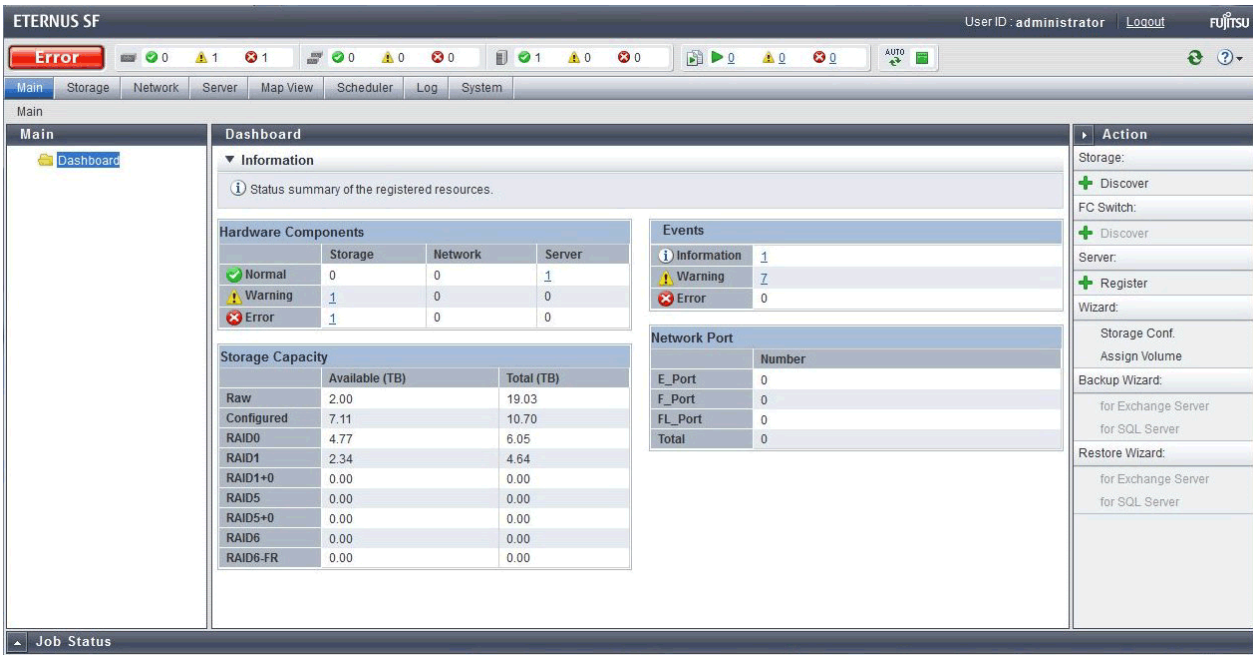 ETERNUS SF User ID : administrator Logout FUJITSU
Error 0 1 1 0 0 0 1 0 0 0 0 0 AUTO
Main Storage Network Server Map View Scheduler Log System
Main
Main
Dashboard
Dashboard
Information
Status summary of the registered resources.
Hardware Components
Storage Network Server
Normal 0 0 1
Warning 1 0 0
Error 1 0 0
Storage Capacity
Available (TB) Total (TB)
Raw 2.00 19.03
Configured 7.11 10.70
RAID0 4.77 6.05
RAID1 2.34 4.64
RAID1+0 0.00 0.00
RAID5 0.00 0.00
RAID5+0 0.00 0.00
RAID6 0.00 0.00
RAID6-FR 0.00 0.00
Events
Information 1
Warning 7
Error 0
Network Port
Number
E_Port 0
F_Port 0
FL_Port 0
Total 0
Action
Storage:
Discover
FC Switch:
Discover
Server:
Register
Wizard:
Storage Conf.
Assign Volume
Backup Wizard:
for Exchange Server
for SQL Server
Restore Wizard:
for Exchange Server
for SQL Server
Job Status